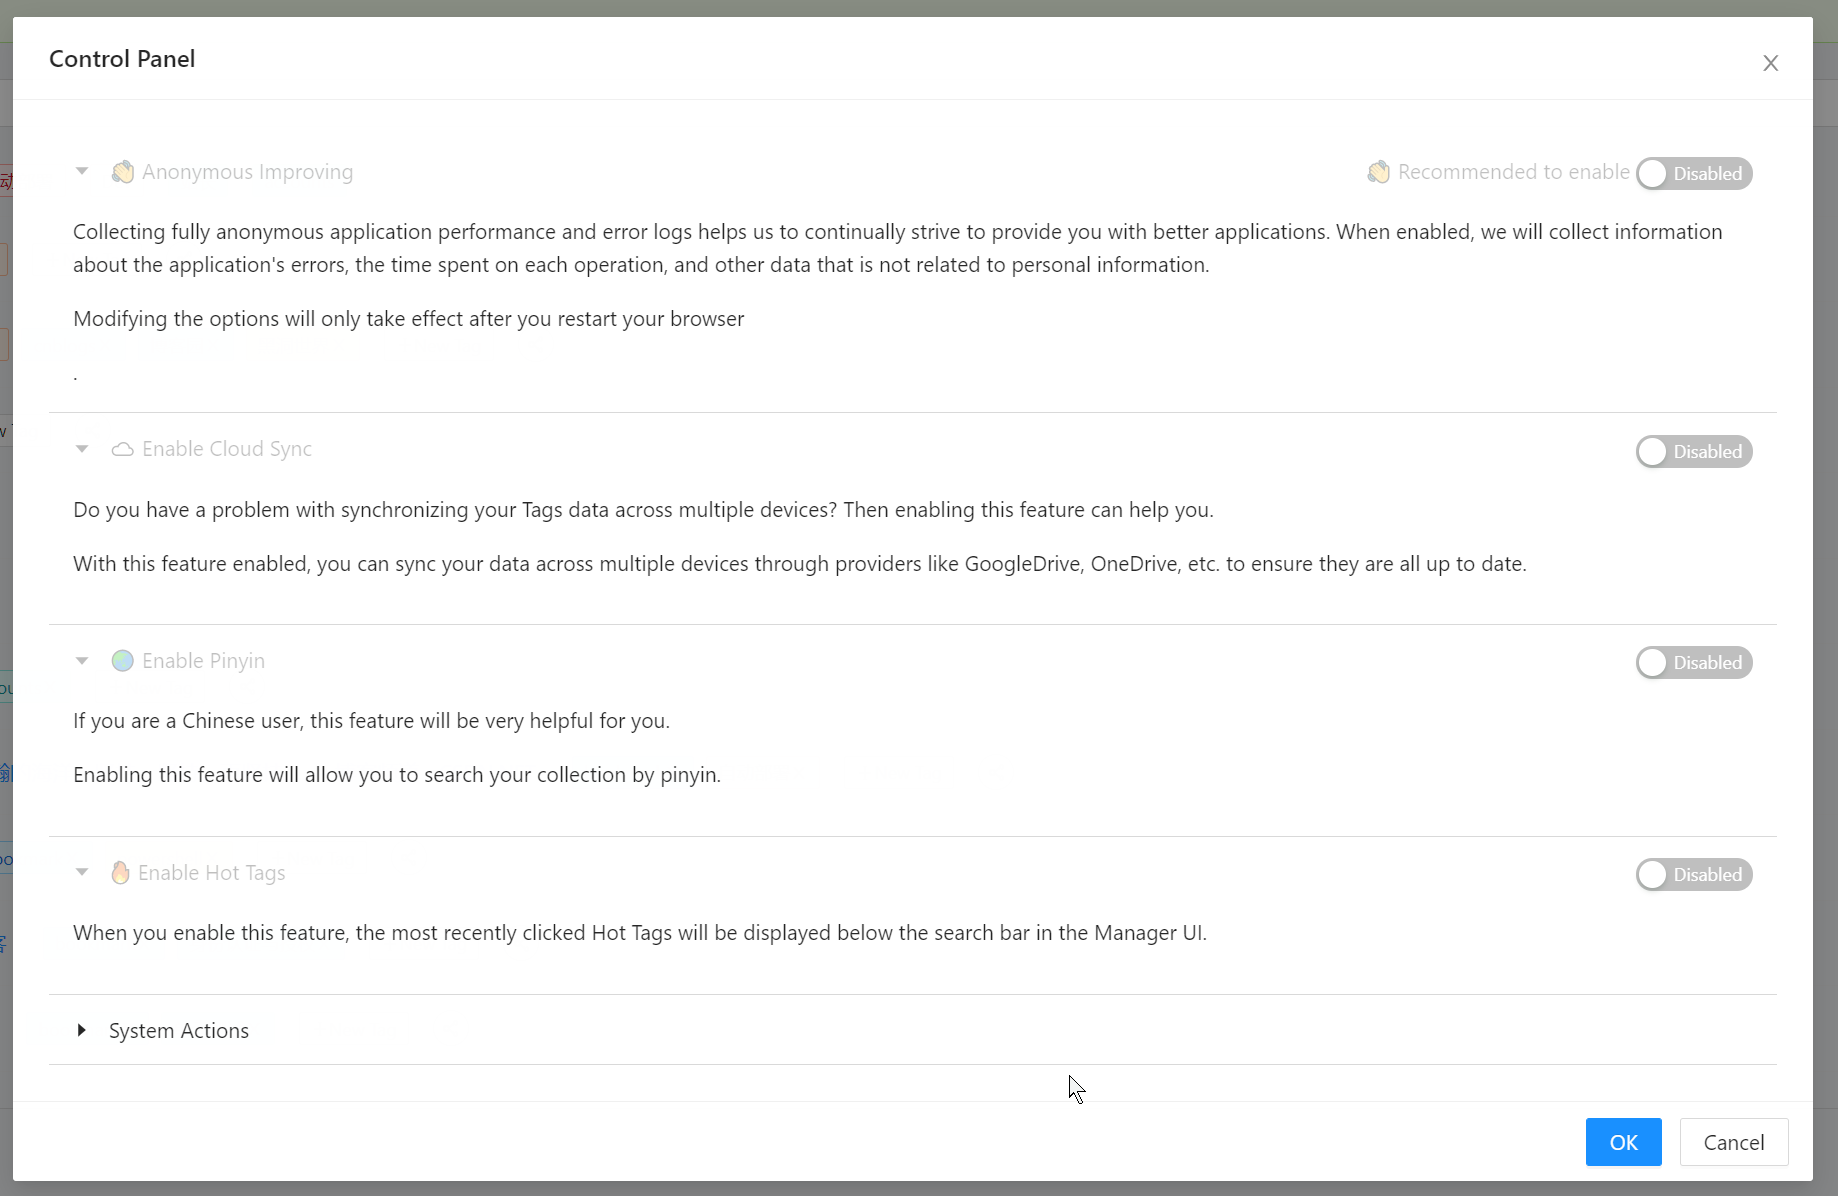 Control Panel
Anonymous Improving
Recommended to enable
Disabled
Collecting fully anonymous application performance and error logs helps us to continually strive to provide you with better applications. When enabled, we will collect information
about the application's errors, the time spent on each operation, and other data that is not related to personal information.
Modifying the options will only take effect after you restart your browser
.
Enable Cloud Sync
Disabled
Do you have a problem with synchronizing your Tags data across multiple devices? Then enabling this feature can help you.
With this feature enabled, you can sync your data across multiple devices through providers like GoogleDrive, OneDrive, etc. to ensure they are all up to date.
Enable Pinyin
Disabled
If you are a Chinese user, this feature will be very helpful for you.
Enabling this feature will allow you to search your collection by pinyin.
Enable Hot Tags
Disabled
When you enable this feature, the most recently clicked Hot Tags will be displayed below the search bar in the Manager UI.
System Actions
OK
Cancel